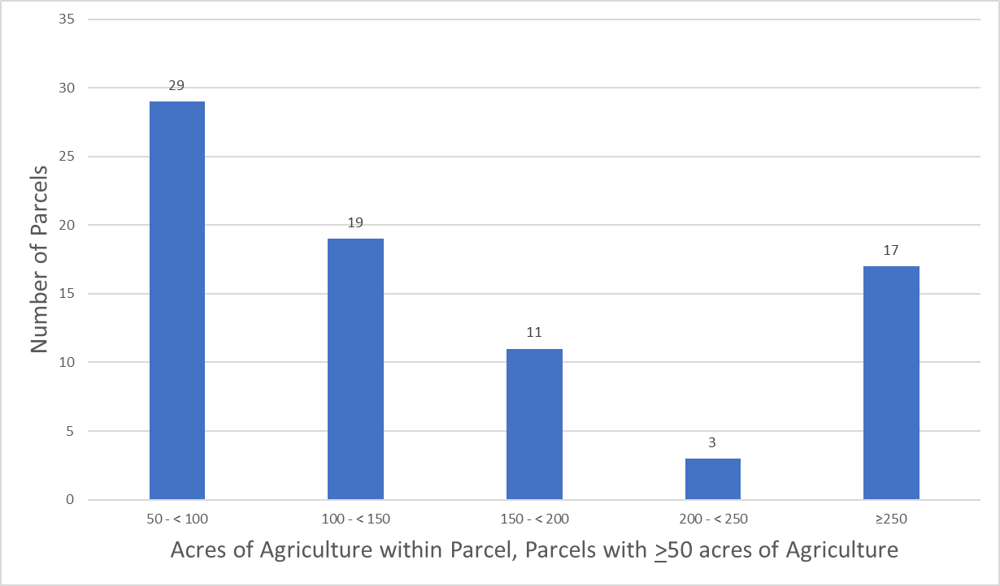 35
30
25
20
15
10
5
0
Number of Parcels
29
19
11
3
17
50 - < 100
100 - < 150
150 - < 200
200 - < 250
≥250
Acres of Agriculture within Parcel, Parcels with >50 acres of Agriculture